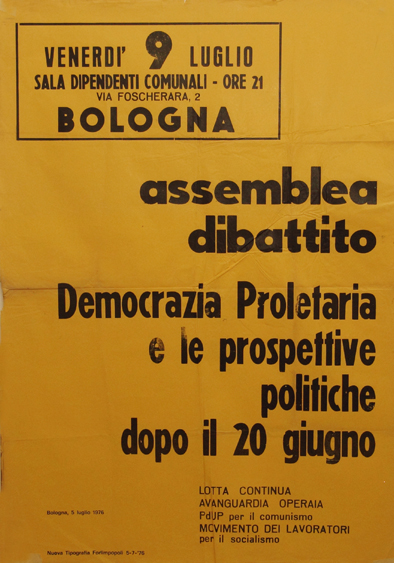 VENERDI' 9 LUGLIO
SALA DIPENDENTI COMUNALI - ORE 21
VIA FOSCHERARA, 2
BOLOGNA
assemblea
dibattito
Democrazia Proletaria
e le prospettive
politiche
dopo il 20 giugno
LOTTA CONTINUA
AVANGUARDIA OPERAIA
PdUP per il comunismo
MOVIMENTO DEI LAVORATORI
per il socialismo
Bologna, 5 luglio 1976
Nuova Tipografia Forlimpopoli 5-7-'76